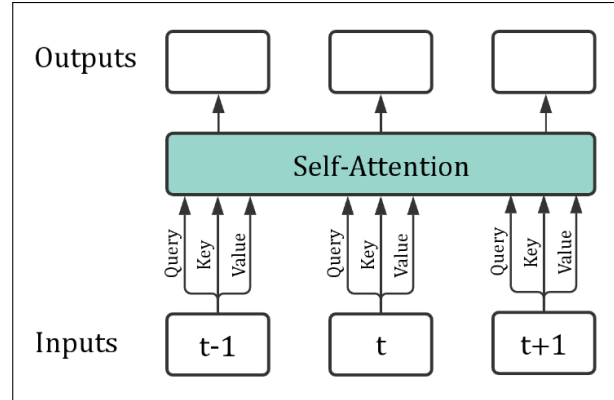 Outputs
Self-Attention
Query Key Value Query Key Value Query Key Value
Inputs t-1 t t+1